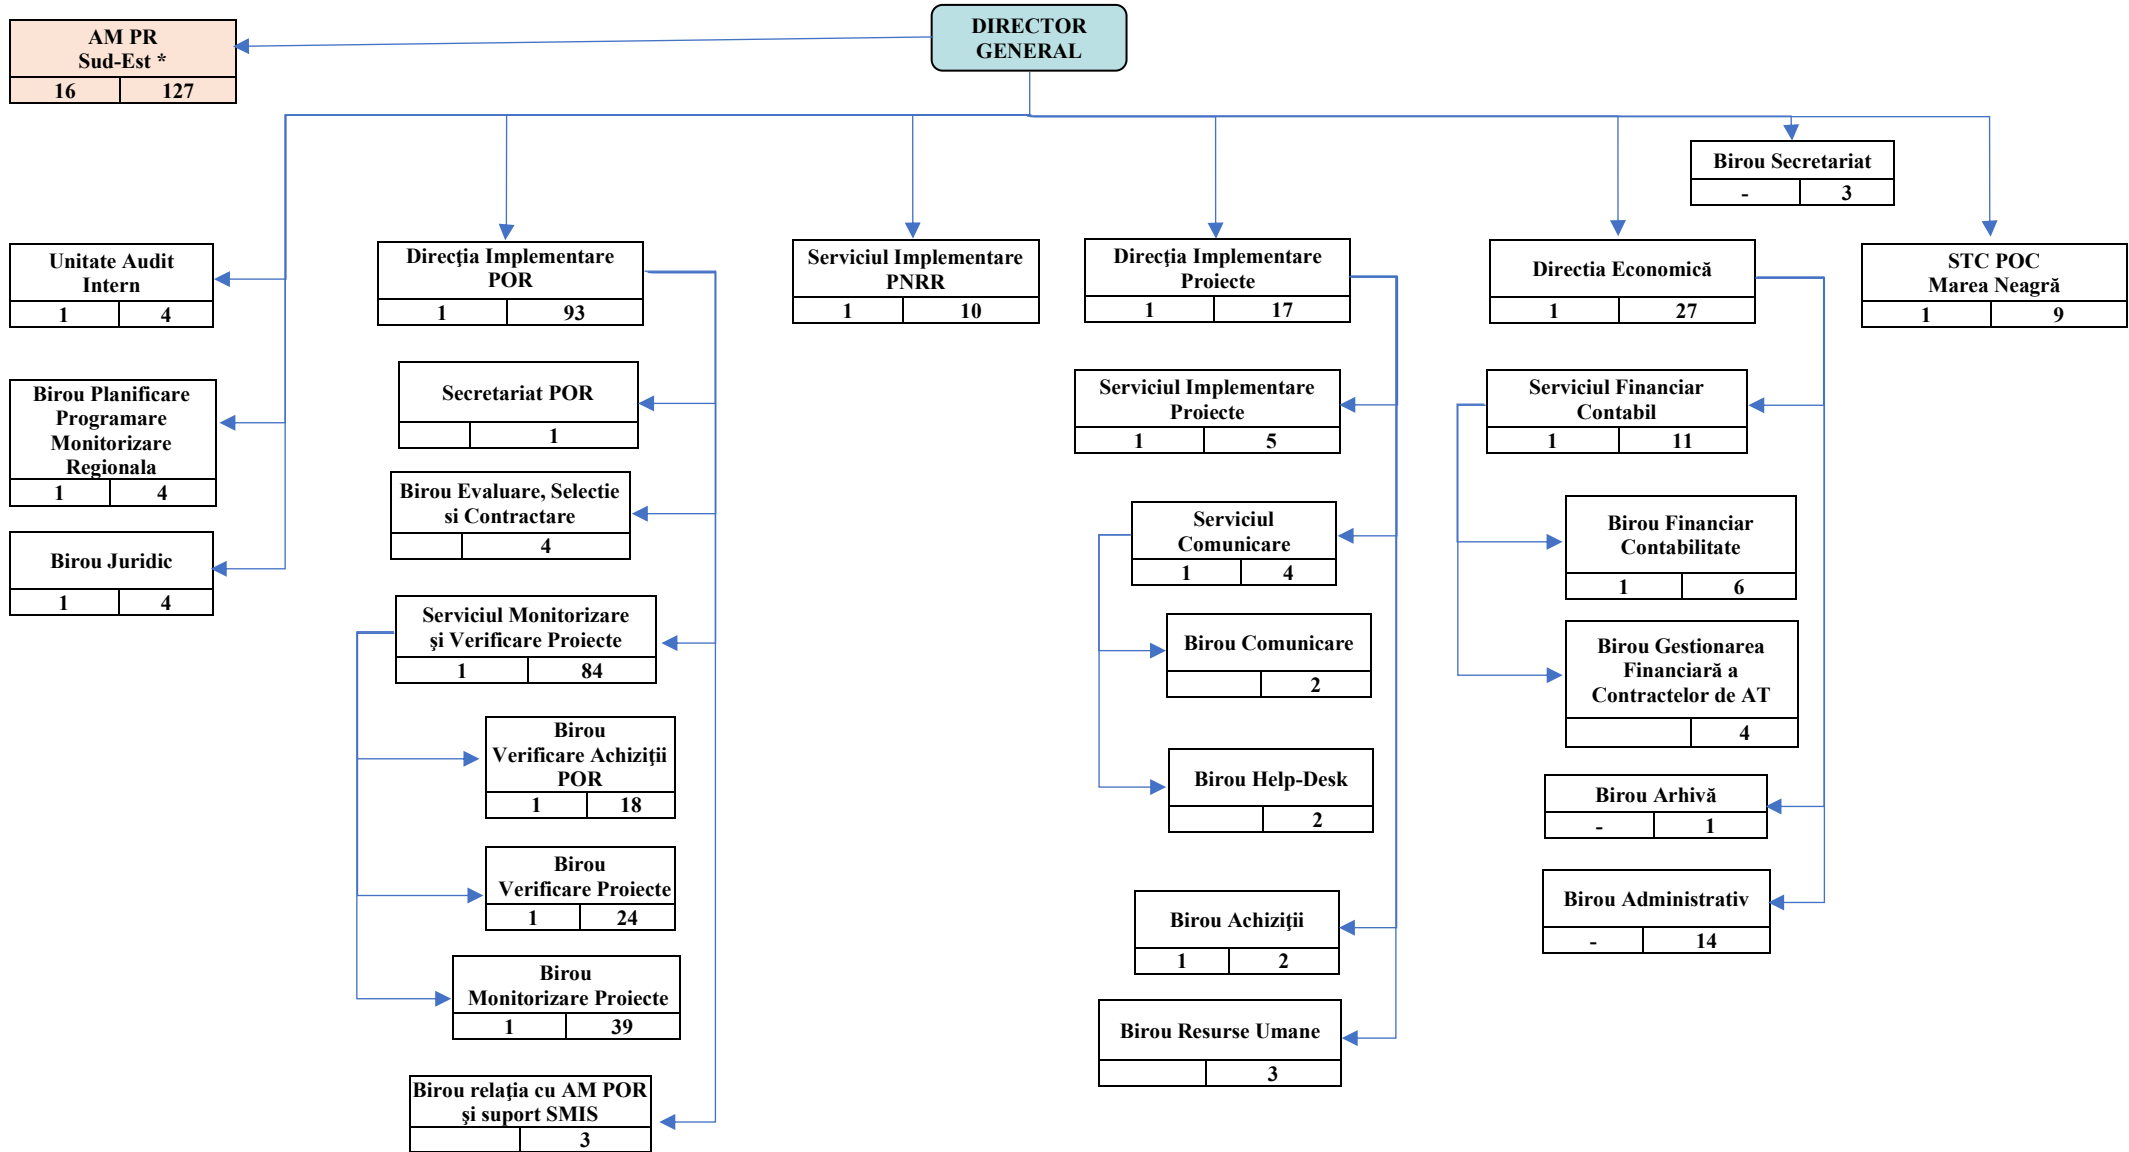 DIRECTOR
GENERAL
AM PR
Sud-Est *
16 127
Birou Secretariat
- 3
Unitate Audit
Intern
1 4
Birou Planificare
Programare
Monitorizare
Regionala
1 4
Birou Juridic
1 4
Direcţia Implementare
POR
1 93
Secretariat POR
1
Birou Evaluare, Selectie
si Contractare
4
Serviciul Monitorizare
şi Verificare Proiecte
1 84
Birou
Verificare Achiziţii
POR
1 18
Birou
Verificare Proiecte
1 24
Birou
Monitorizare Proiecte
1 39
Birou relaţia cu AM POR
şi suport SMIS
3
Serviciul Implementare
PNRR
1 10
Direcţia Implementare
Proiecte
1 17
Serviciul Implementare
Proiecte
1 5
Serviciul
Comunicare
1 4
Birou Comunicare
2
Birou Help-Desk
2
Birou Achiziţii
1 2
Birou Resurse Umane
3
Directia Economică
1 27
Serviciul Financiar
Contabil
1 11
Birou Financiar
Contabilitate
1 6
Birou Gestionarea
Financiară a
Contractelor de AT
4
Birou Arhivă
- 1
Birou Administrativ
- 14
STC POC
Marea Neagră
1 9